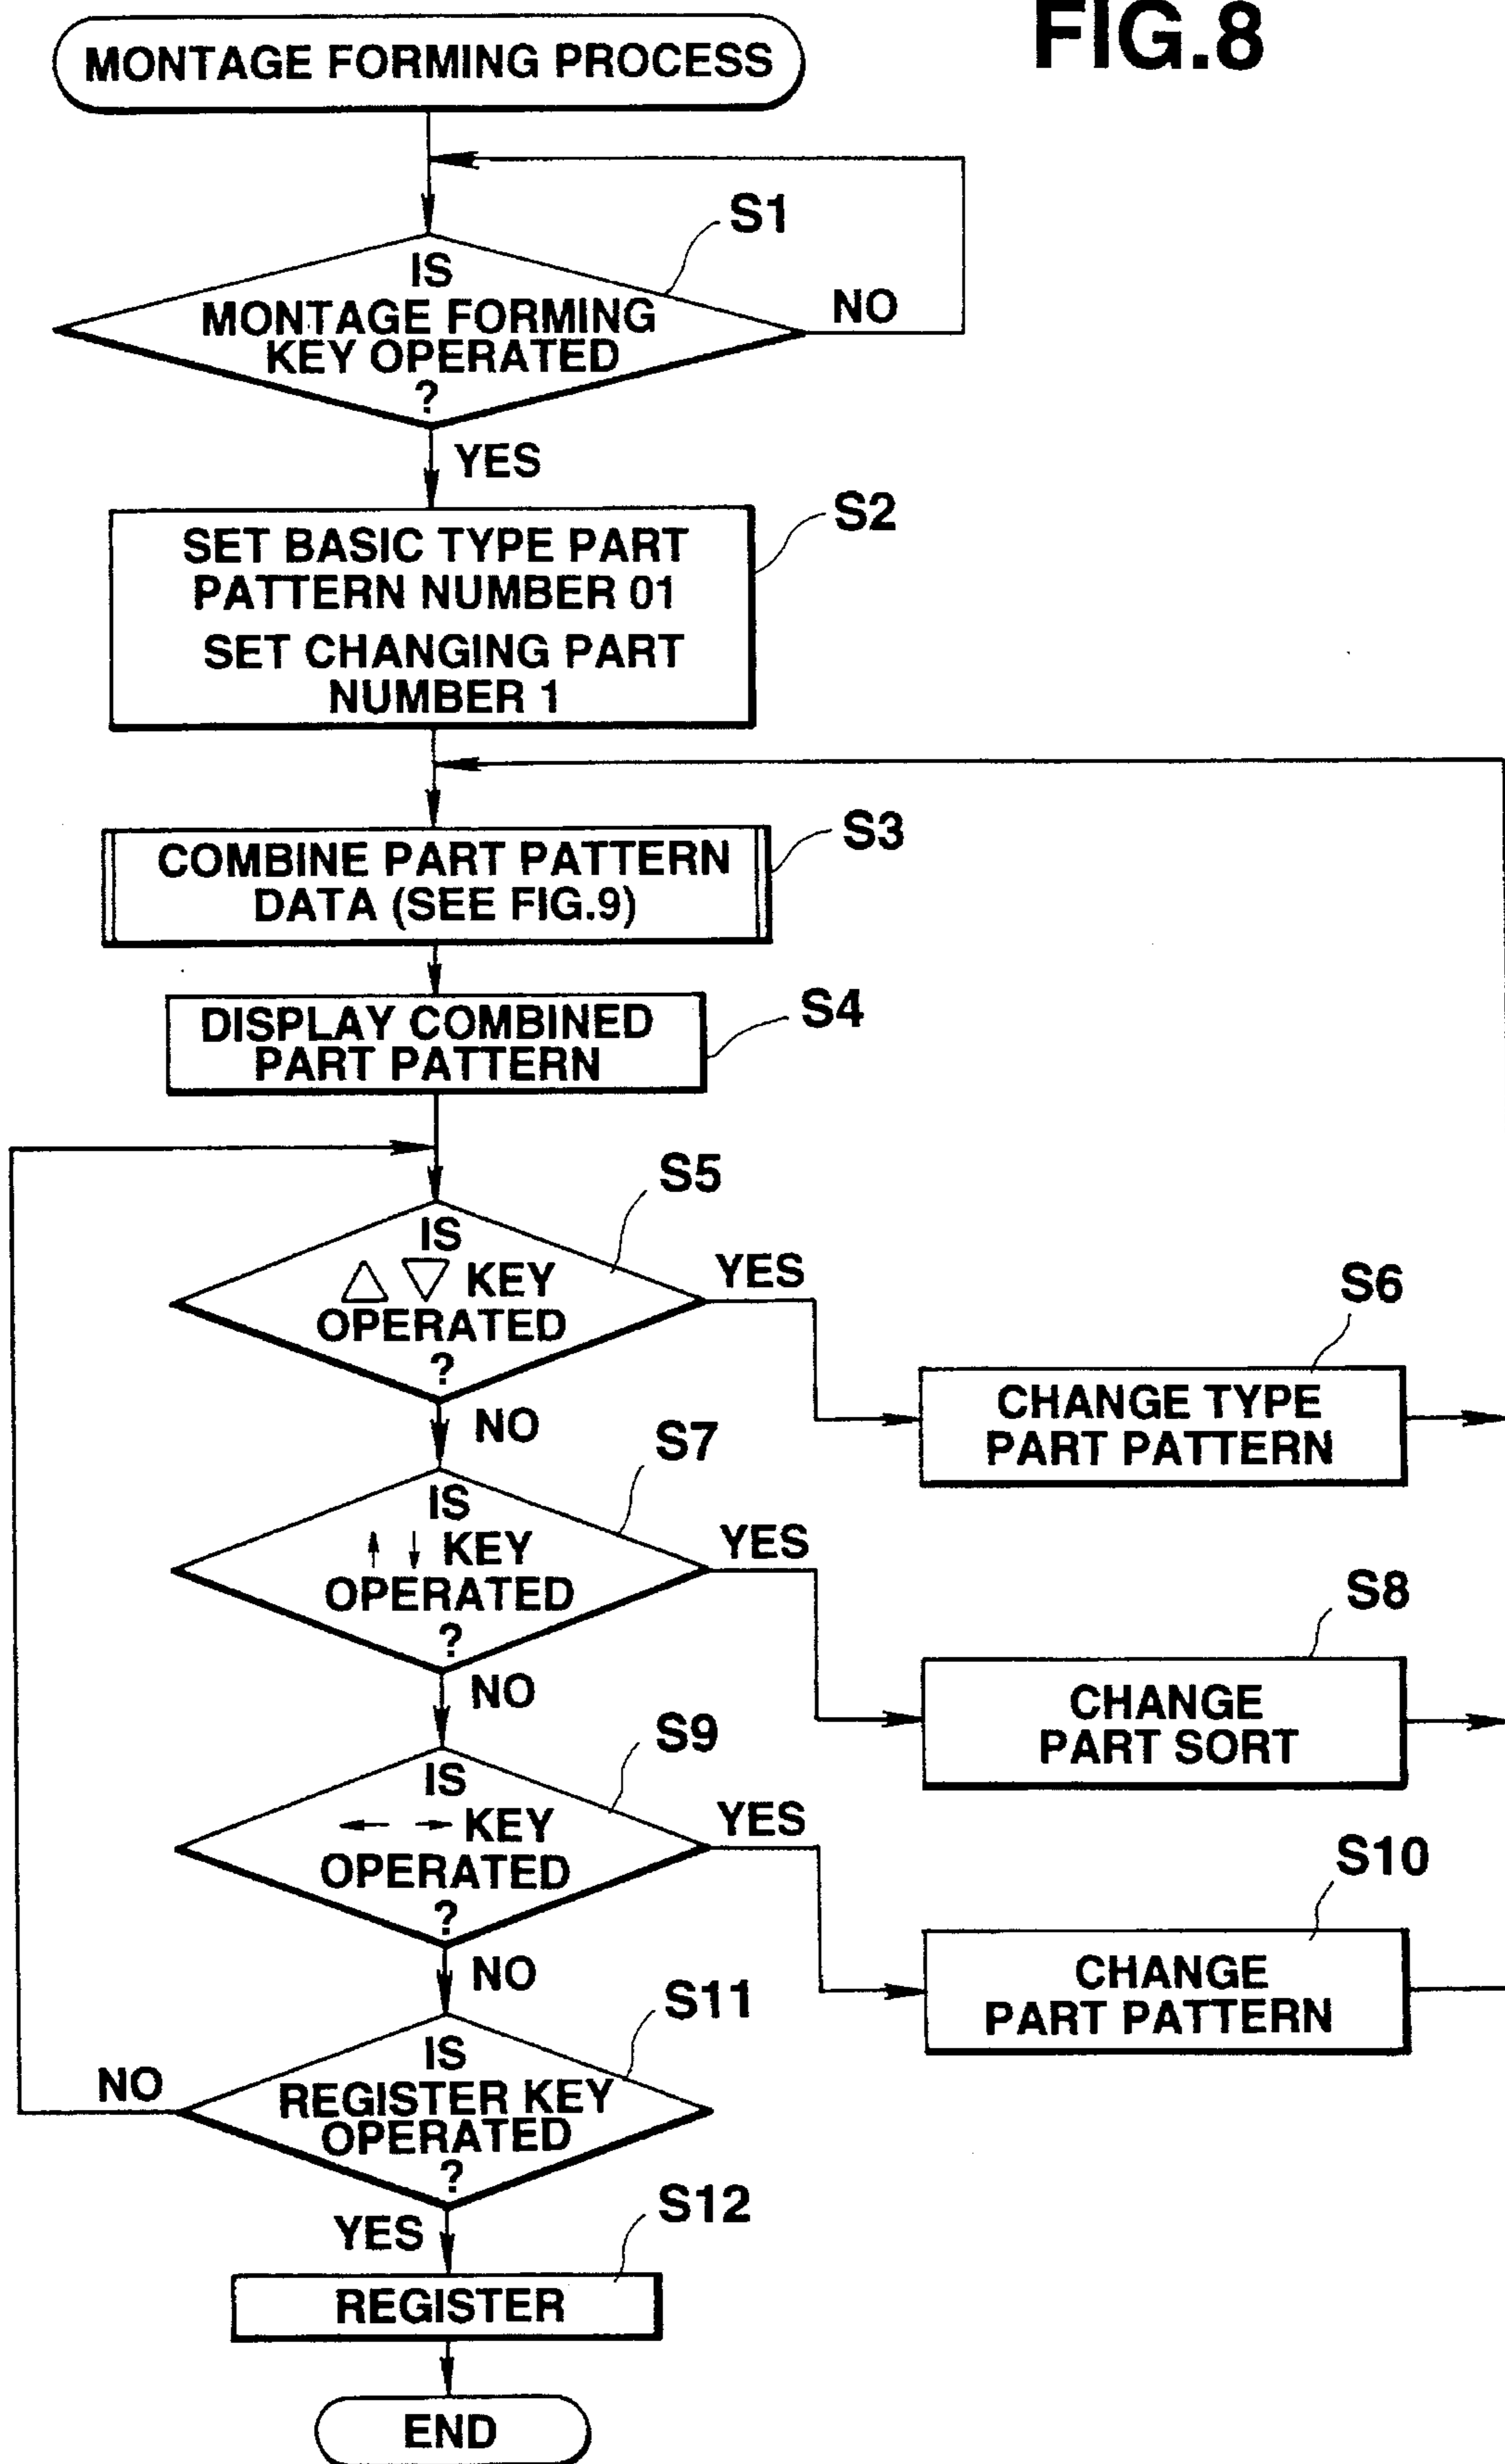 FIG.8
MONTAGE FORMING PROCESS
S1
IS
MONTAGE FORMING
KEY OPERATED
?
NO
YES
S2
SET BASIC TYPE PART
PATTERN NUMBER 01
SET CHANGING PART
NUMBER 1
S3
COMBINE PART PATTERN
DATA (SEE FIG.9)
S4
DISPLAY COMBINED
PART PATTERN
S5
IS
△ ▽ KEY
OPERATED
?
YES
NO
S6
CHANGE TYPE
PART PATTERN
S7
IS
↑ ↓ KEY
OPERATED
?
YES
NO
S8
CHANGE
PART SORT
S9
IS
← → KEY
OPERATED
?
YES
NO
S10
CHANGE
PART PATTERN
S11
IS
REGISTER KEY
OPERATED
?
NO
YES
S12
REGISTER
END